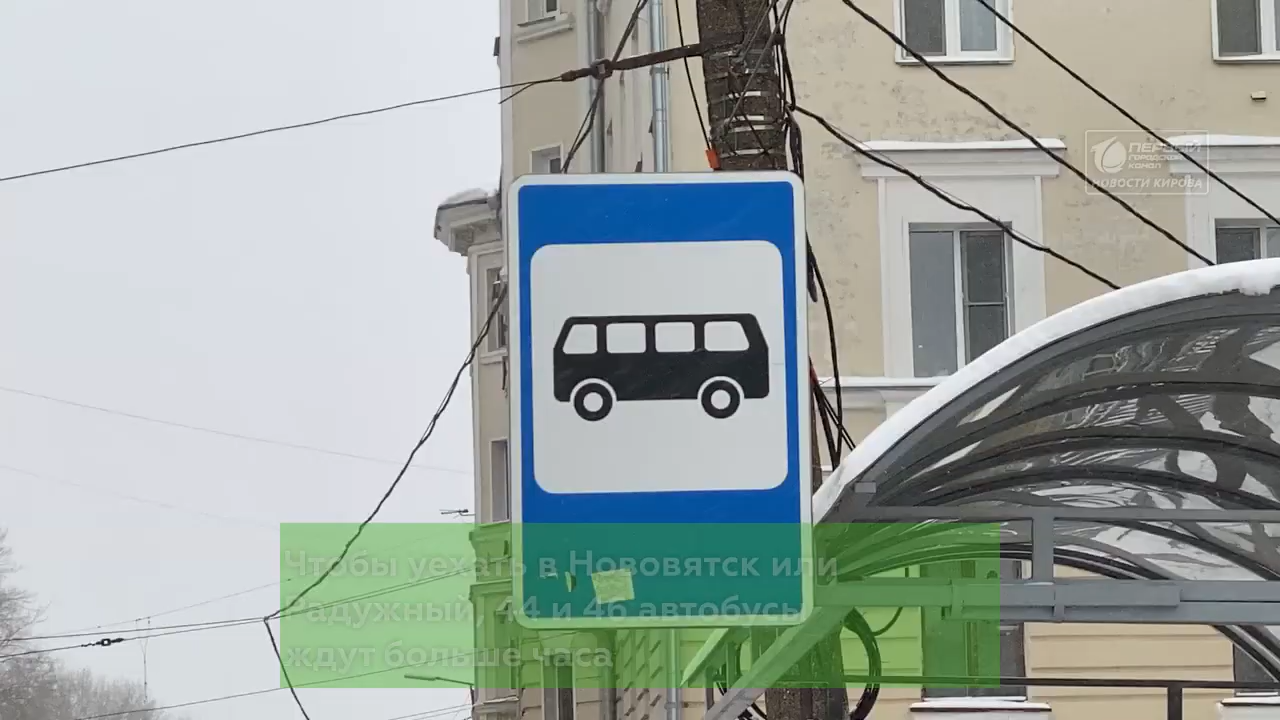 ПЕРВЫЙ
ГОРОДСКОЙ
КАНАЛ
НОВОСТИ КИРОВА
Чтобы уехать в Нововятск или
Радужный, 44 и 46 автобусы
ждут больше часа